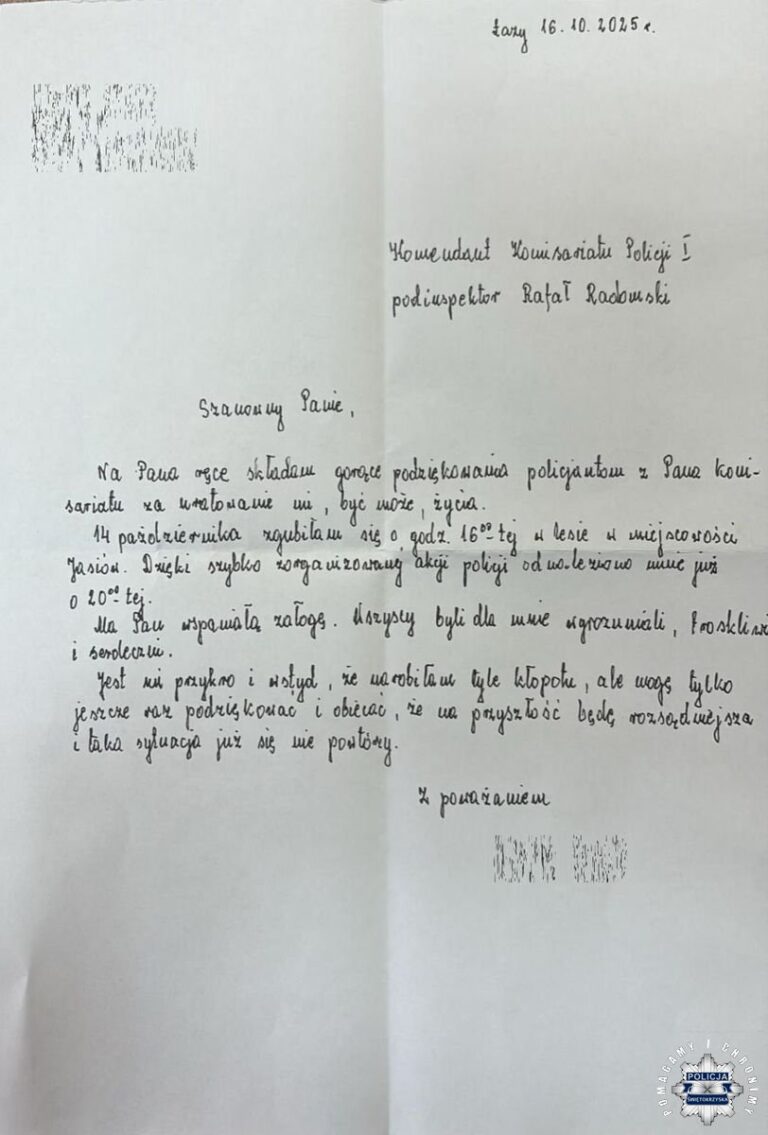 Łazy 16.10.2025 r.
Komendant Komisariatu Policji I
podinspektor Rafał Radomski
Szanowny Panie,
Na Pana ręce składam gorące podziękowania policjantom z Pana komi-
sariatu za uratowanie mi, być może, życia.
14 października zgubiłam się o godz. 16⁰⁰-tej w lesie w miejscowości
Jasiów. Dzięki szybko zorganizowanej akcji policji odnaleziono mnie już
o 20⁰⁰-tej.
Ma Pan wspaniałą załogę. Wszyscy byli dla mnie wyrozumiali, troskliwi
i serdeczni.
Jest mi przykro i wstyd, że narobiłam tyle kłopotu, ale mogę tylko
jeszcze raz podziękować i obiecać, że na przyszłość będę rozsądniejsza
i taka sytuacja już się nie powtórzy.
Z poważaniem
POMAGAMY I CHRONIMY
POLICJA
ŚWIĘTOKRZYSKA